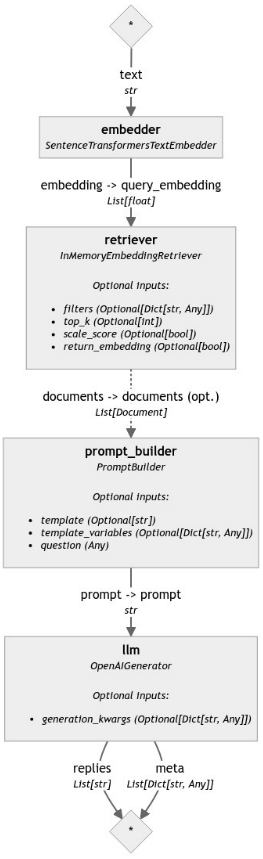 *
text
str
embedder
SentenceTransformersTextEmbedder
embedding -> query_embedding
List[float]
retriever
InMemoryEmbeddingRetriever
Optional Inputs:
• filters (Optional[Dict[str, Any]])
• top_k (Optional[int])
• scale_score (Optional[bool])
• return_embedding (Optional[bool])
documents -> documents (opt.)
List[Document]
prompt_builder
PromptBuilder
Optional Inputs:
• template (Optional[str])
• template_variables (Optional[Dict[str, Any]])
• question (Any)
prompt -> prompt
str
llm
OpenAIGenerator
Optional Inputs:
• generation_kwargs (Optional[Dict[str, Any]])
replies meta
List[str] List[Dict[str, Any]]
*